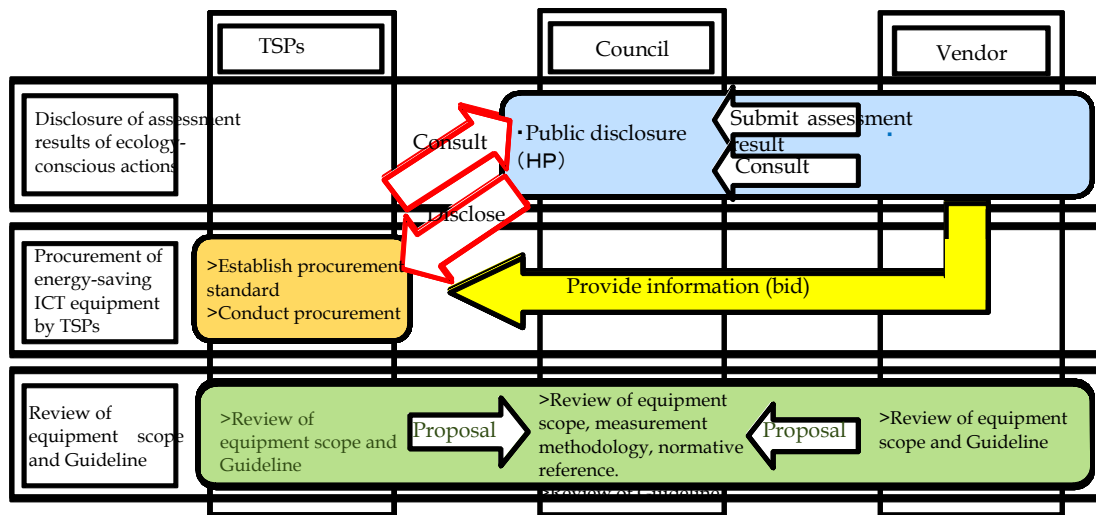 TSPs
Council
Vendor
Disclosure of assessment
results of ecology-
conscious actions
Consult
Disclose
・Public disclosure
（HP）
Submit assessment
result
Consult
Procurement of
energy-saving
ICT equipment
by TSPs
>Establish procurement
standard
>Conduct procurement
Provide information (bid)
Review of
equipment scope
and Guideline
>Review of
equipment scope and
Guideline
Proposal
>Review of equipment
scope, measurement
methodology, normative
reference.
>Review of Guideline
Proposal
>Review of equipment
scope and Guideline